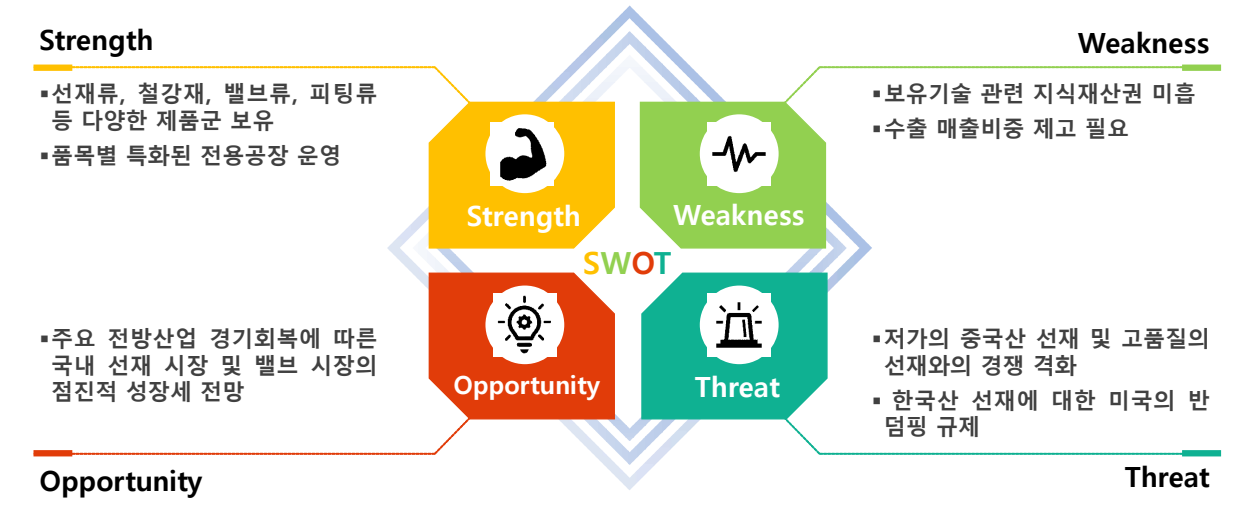 Strength
▪선재류, 철강재, 밸브류, 피팅류
등 다양한 제품군 보유
▪품목별 특화된 전용공장 운영
Weakness
▪보유기술 관련 지식재산권 미흡
▪수출 매출비중 제고 필요
Strength
Weakness
SWOT
Opportunity
Threat
▪주요 전방산업 경기회복에 따른
국내 선재 시장 및 밸브 시장의
점진적 성장세 전망
Opportunity
▪저가의 중국산 선재 및 고품질의
선재와의 경쟁 격화
▪ 한국산 선재에 대한 미국의 반
덤핑 규제
Threat